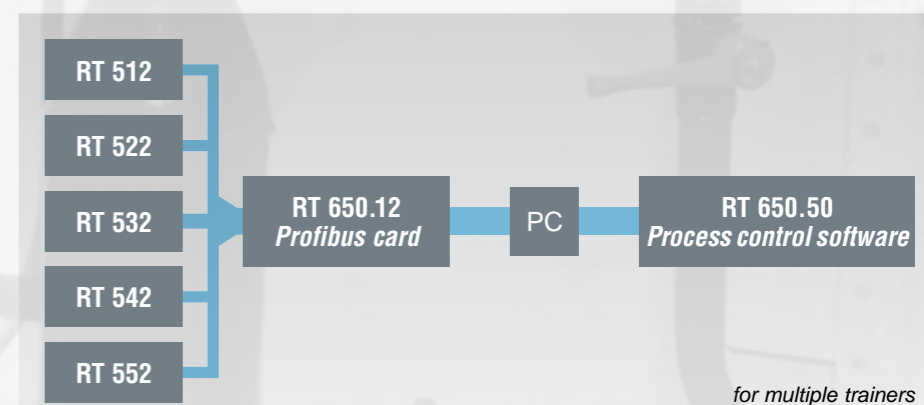 RT 512
RT 522
RT 532
RT 542
RT 552
RT 650.12
Profibus card
PC
RT 650.50
Process control software
for multiple trainers